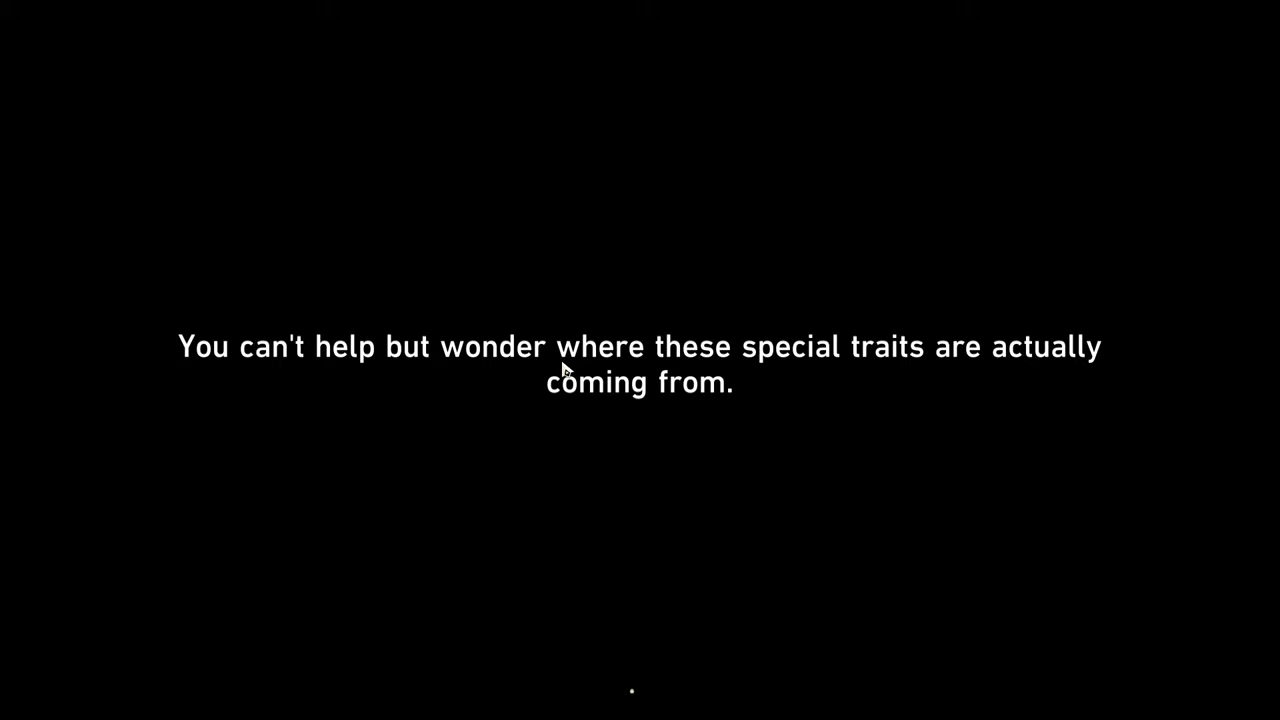 You can't help but wonder where these special traits are actually
coming from.